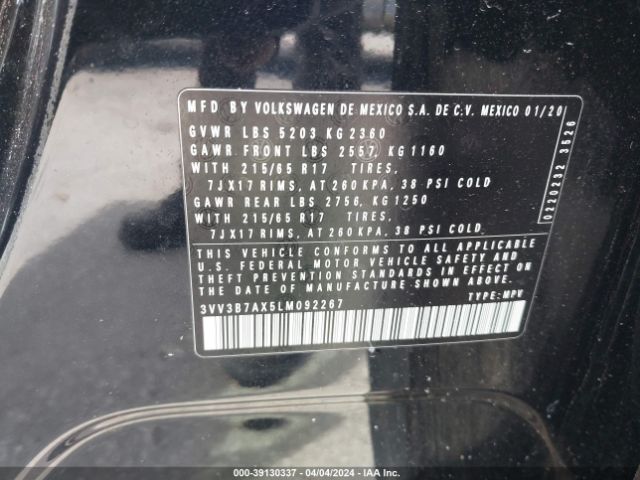 MFD BY VOLKSWAGEN DE MEXICO S.A. DE C.V. MEXICO 01/20
GVWR LBS 5203 KG 2360
GAWR FRONT LBS 2557, KG 1160
WITH 215/65 R17 TIRES,
7JX17 RIMS, AT 260KPA, 38 PSI COLD
GAWR REAR LBS 2756, KG 1250
WITH 215/65 R17 TIRES,
7JX17 RIMS, AT 260KPA, 38 PSI COLD
THIS VEHICLE CONFORMS TO ALL APPLICABLE
U.S. FEDERAL MOTOR VEHICLE SAFETY AND
THEFT PREVENTION STANDARDS IN EFFECT ON
THE DATE OF MANUFACTURE SHOWN ABOVE
3VV3B7AX5LM092267 TYPE: MPV
0220232 3526
000-39130337 - 04/04/2024 - IAA Inc.